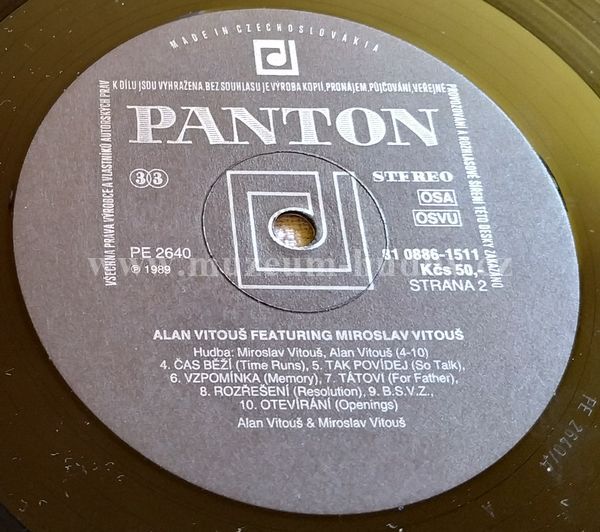 MADE IN CZECHOSLOVAKIA
VŠECHNA PRÁVA VÝROBCE A VLASTNÍKŮ AUTORSKÝCH PRÁV
K DÍLU JSOU VYHRAŽENA. BEZ SOUHLASU JE VÝROBA KOPIÍ, PRONÁJEM, PŮJČOVÁNÍ, VEŘEJNÉ
PROVOZOVÁNÍ A ROZHLASOVÉ ŠÍŘENÍ TÉTO DESKY ZAKÁZÁNO
PANTON
33
STEREO
OSA
OSVU
PE 2640
℗ 1989
81 0886-1511
Kčs 50,-
STRANA 2
ALAN VITOUŠ FEATURING MIROSLAV VITOUŠ
Hudba: Miroslav Vitouš, Alan Vitouš (4-10)
4. ČAS BĚŽÍ (Time Runs), 5. TAK POVÍDEJ (So Talk),
6. VZPOMÍNKA (Memory), 7. TÁTOVI (For Father),
8. ROZŘEŠENÍ (Resolution), 9. B.S.V.Z.,
10. OTEVÍRÁNÍ (Openings)
Alan Vitouš & Miroslav Vitouš